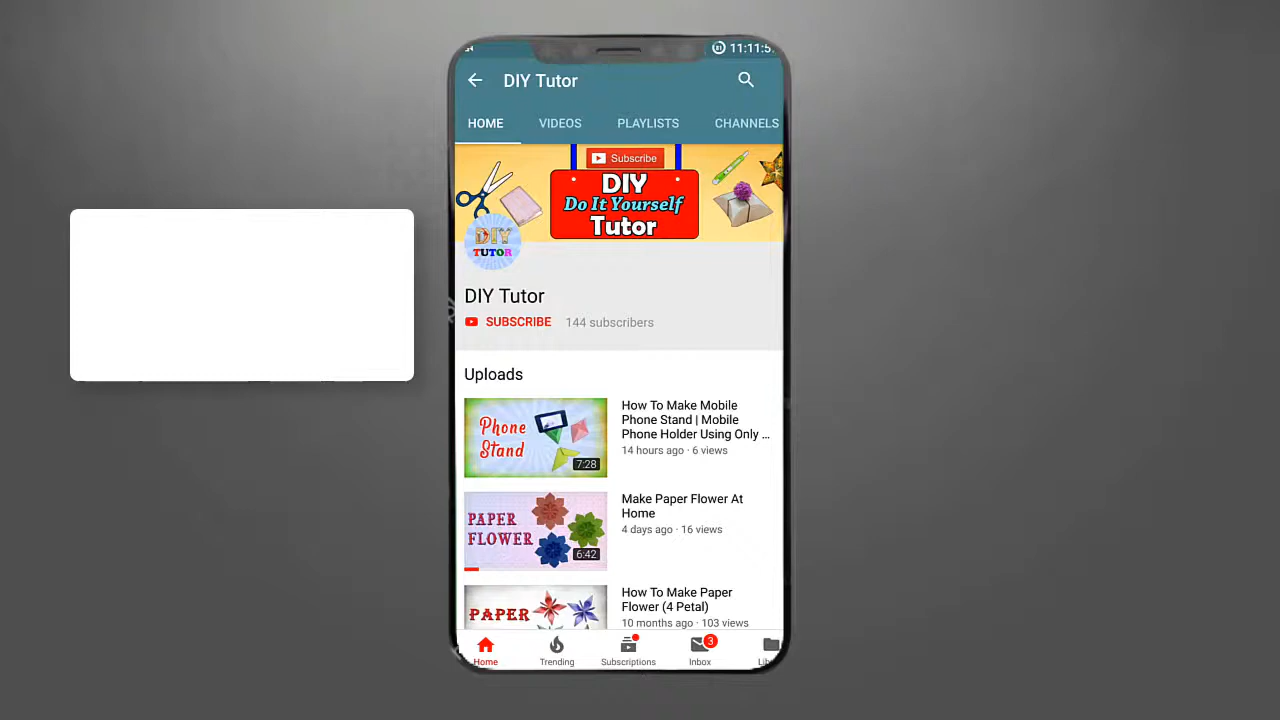 11:11:5
DIY Tutor
HOME VIDEOS PLAYLISTS CHANNELS
Subscribe
DIY
Do It Yourself
Tutor
DIY
TUTOR
DIY Tutor
SUBSCRIBE 144 subscribers
Uploads
Phone
Stand
7:28
How To Make Mobile
Phone Stand | Mobile
Phone Holder Using Only ...
14 hours ago · 6 views
PAPER
FLOWER
6:42
Make Paper Flower At
Home
4 days ago · 16 views
PAPER
How To Make Paper
Flower (4 Petal)
10 months ago · 103 views
Home Trending Subscriptions Inbox 3